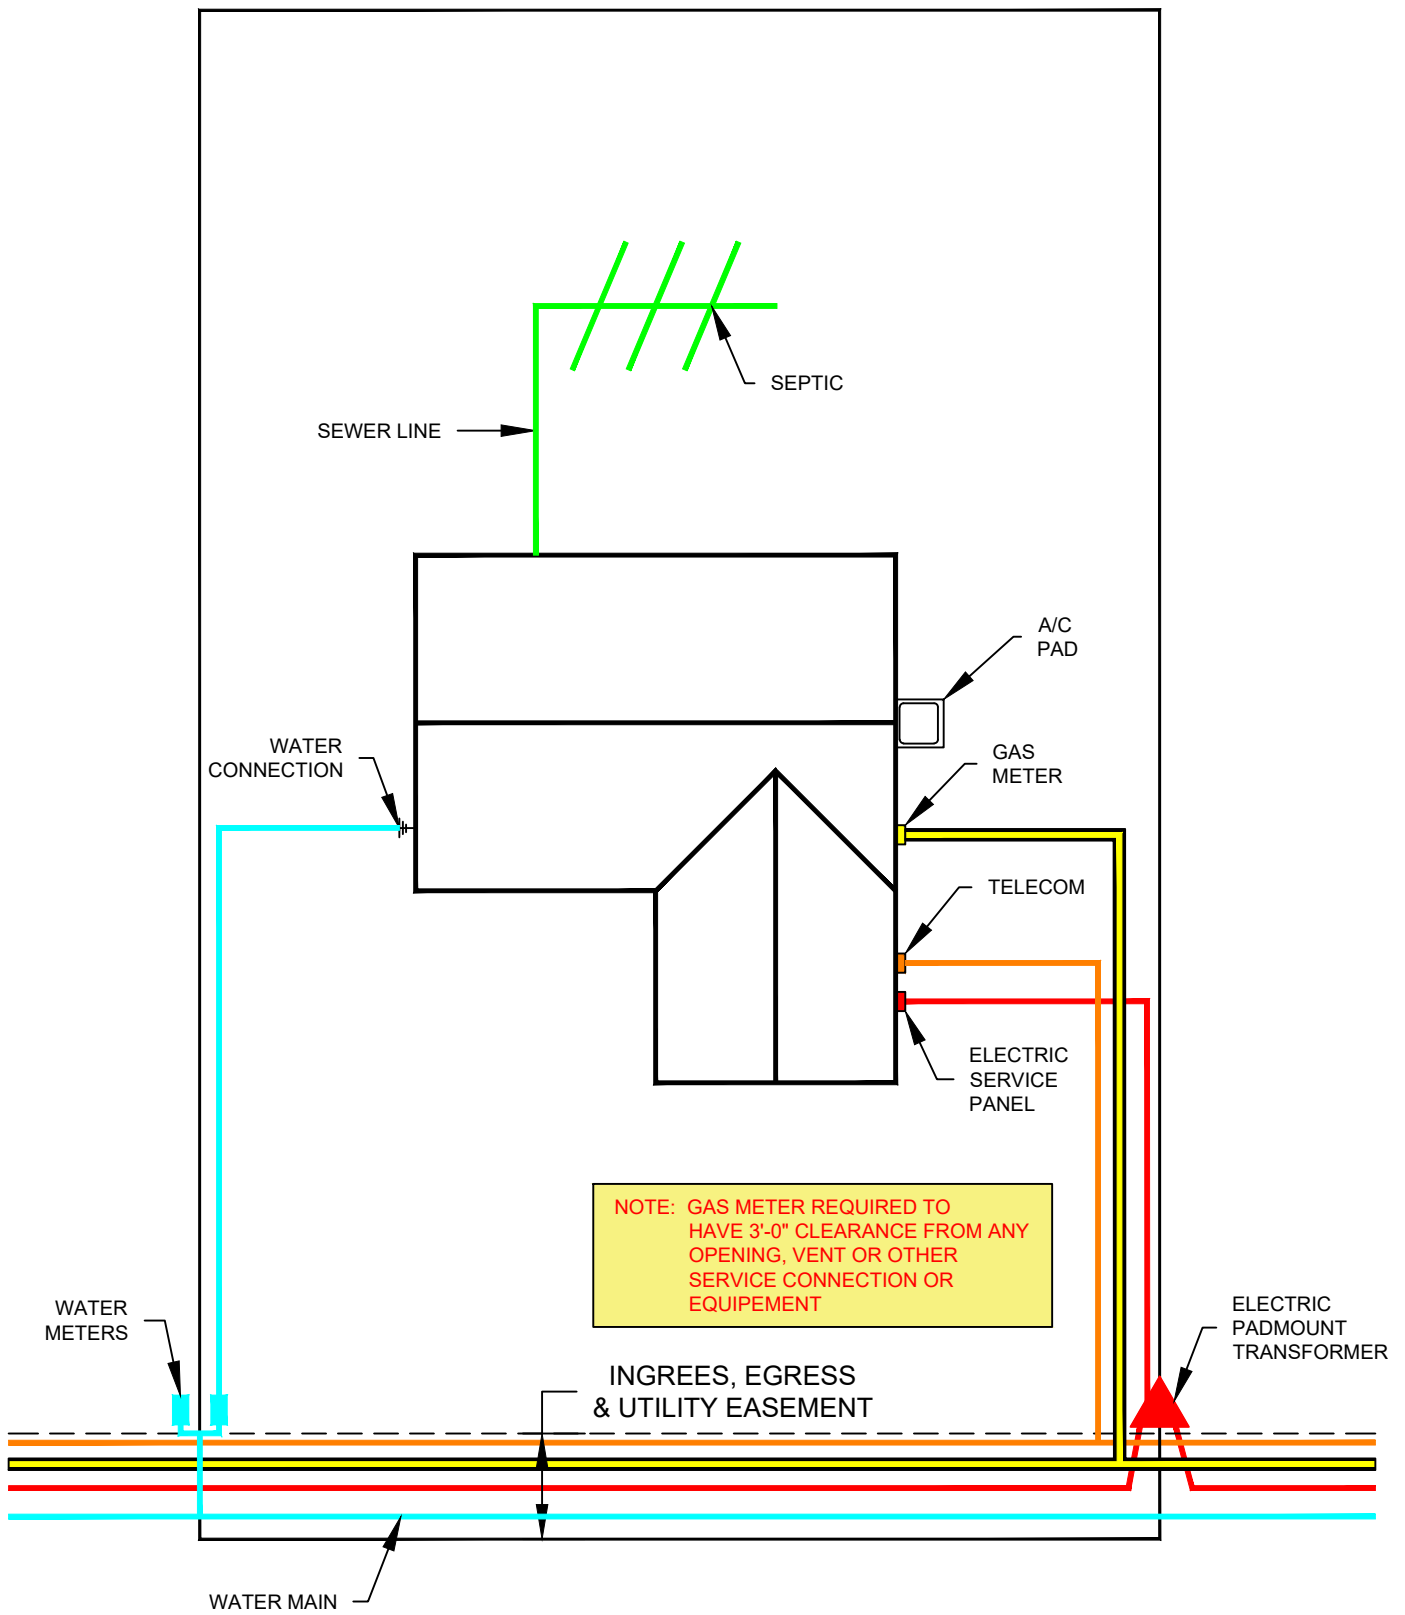 SEPTIC
SEWER LINE
A/C
PAD
WATER
CONNECTION
GAS
METER
TELECOM
ELECTRIC
SERVICE
PANEL
NOTE: GAS METER REQUIRED TO
HAVE 3'-0" CLEARANCE FROM ANY
OPENING, VENT OR OTHER
SERVICE CONNECTION OR
EQUIPEMENT
WATER
METERS
ELECTRIC
PADMOUNT
TRANSFORMER
INGREES, EGRESS
& UTILITY EASEMENT
WATER MAIN